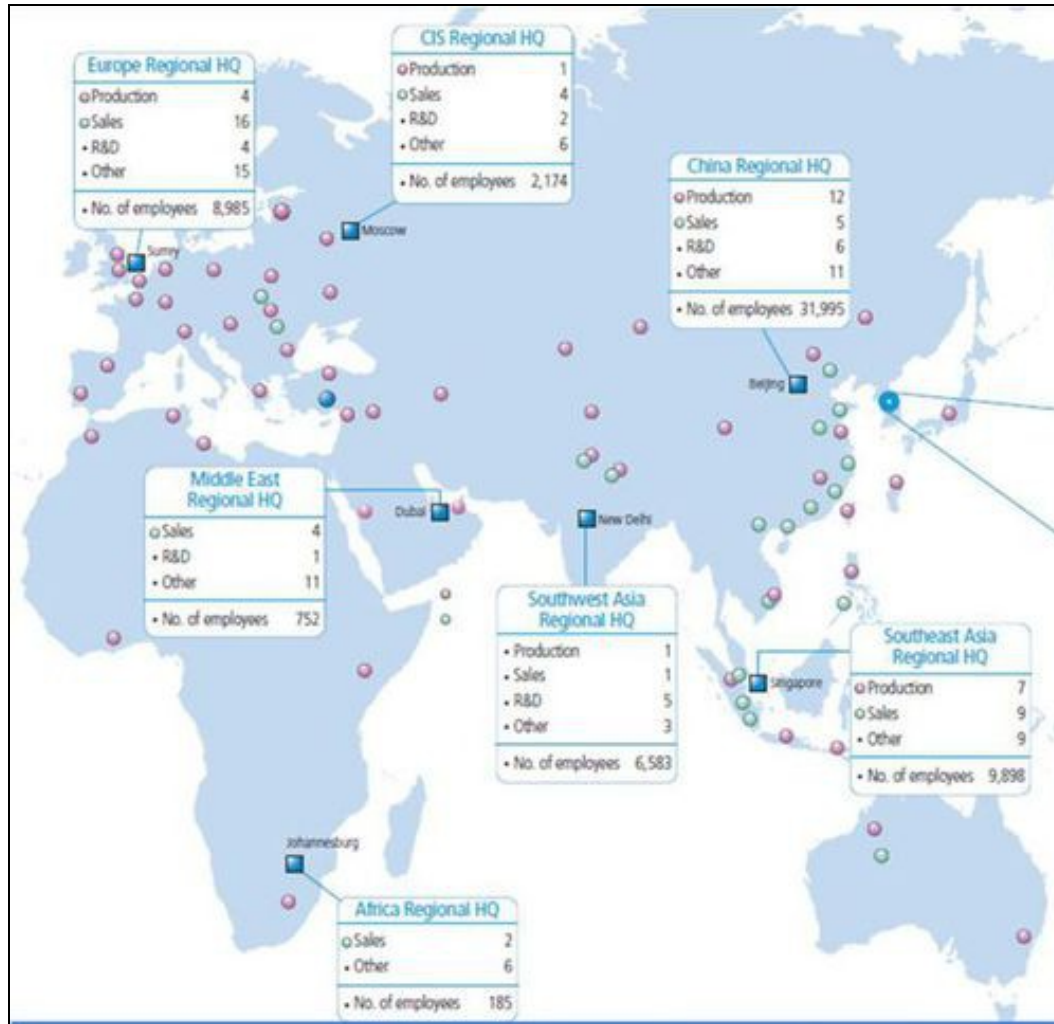 CIS Regional HQ
Production 1
Sales 4
• R&D 2
• Other 6
• No. of employees 2,174
Moscow
Europe Regional HQ
Production 4
Sales 16
• R&D 4
• Other 15
• No. of employees 8,985
Surrey
China Regional HQ
Production 12
Sales 5
• R&D 6
• Other 11
• No. of employees 31,995
Beijing
Middle East
Regional HQ
Sales 4
• R&D 1
• Other 11
• No. of employees 752
Dubai
New Delhi
Southwest Asia
Regional HQ
• Production 1
• Sales 1
• R&D 5
• Other 3
• No. of employees 6,583
Southeast Asia
Regional HQ
Production 7
Sales 9
• Other 9
• No. of employees 9,898
Singapore
Johannesburg
Africa Regional HQ
Sales 2
• Other 6
• No. of employees 185